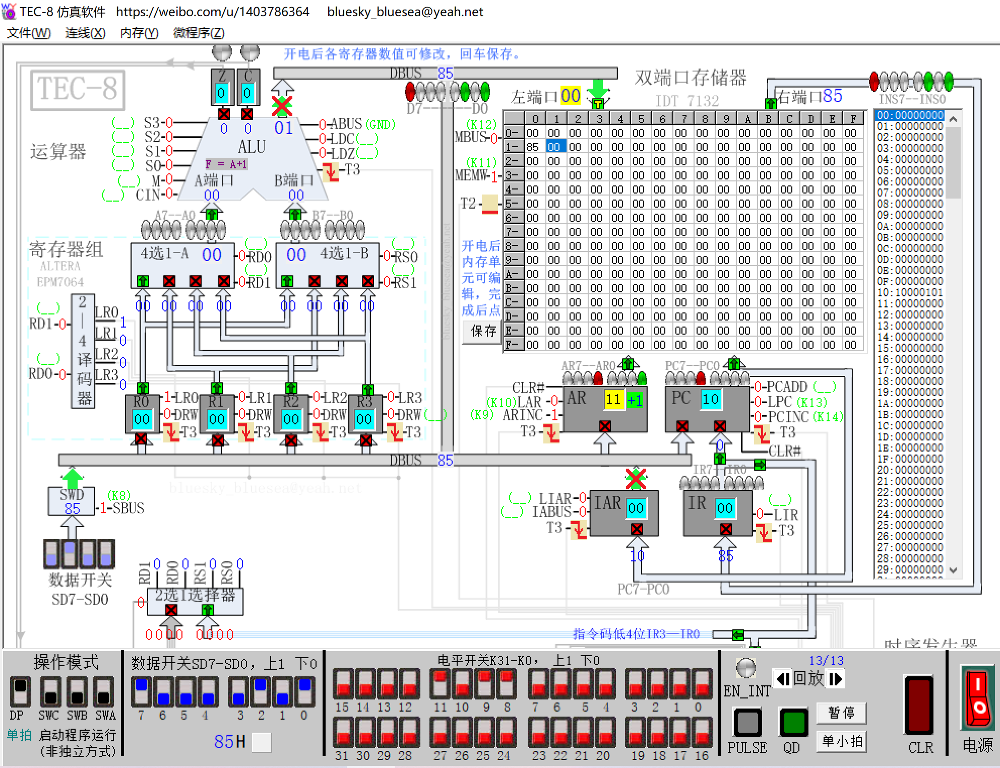 TEC-8 仿真软件 https://weibo.com/u/1403786364 bluesky_bluesea@yeah.net
文件(W) 连线(X) 内存(Y) 微程序(Z)
开电后各寄存器数值可修改，回车保存。
TEC-8
Z 0 C 0
DBUS 85
D7------D0
双端口存储器
IDT 7132
左端口00
右端口85
INS7--INS0
运算器
(__) S3-0
(__) S2-0
(__) S1-0
(__) S0-0
(__) M-0
(__) CIN-0
0 0 01
ALU
F = A+1
A端口 00
B端口 00
0-ABUS(GND)
0-LDC(__)
0-LDZ(__)
T3
(K12)
MBUS-0
(K11)
MEMW-1
T2
开电后
内存单
元可编
辑，完
成后点
保存
0 1 2 3 4 5 6 7 8 9 A B C D E F
0- 00 00 00 00 00 00 00 00 00 00 00 00 00 00 00 00
1- 85 00 00 00 00 00 00 00 00 00 00 00 00 00 00 00
2- 00 00 00 00 00 00 00 00 00 00 00 00 00 00 00 00
3- 00 00 00 00 00 00 00 00 00 00 00 00 00 00 00 00
4- 00 00 00 00 00 00 00 00 00 00 00 00 00 00 00 00
5- 00 00 00 00 00 00 00 00 00 00 00 00 00 00 00 00
6- 00 00 00 00 00 00 00 00 00 00 00 00 00 00 00 00
7- 00 00 00 00 00 00 00 00 00 00 00 00 00 00 00 00
8- 00 00 00 00 00 00 00 00 00 00 00 00 00 00 00 00
9- 00 00 00 00 00 00 00 00 00 00 00 00 00 00 00 00
A- 00 00 00 00 00 00 00 00 00 00 00 00 00 00 00 00
B- 00 00 00 00 00 00 00 00 00 00 00 00 00 00 00 00
C- 00 00 00 00 00 00 00 00 00 00 00 00 00 00 00 00
D- 00 00 00 00 00 00 00 00 00 00 00 00 00 00 00 00
E- 00 00 00 00 00 00 00 00 00 00 00 00 00 00 00 00
F- 00 00 00 00 00 00 00 00 00 00 00 00 00 00 00 00
00:00000000
01:00000000
02:00000000
03:00000000
04:00000000
05:00000000
06:00000000
07:00000000
08:00000000
09:00000000
0A:00000000
0B:00000000
0C:00000000
0D:00000000
0E:00000000
0F:00000000
10:10000101
11:00000000
12:00000000
13:00000000
14:00000000
15:00000000
16:00000000
17:00000000
18:00000000
19:00000000
1A:00000000
1B:00000000
1C:00000000
1D:00000000
1E:00000000
1F:00000000
20:00000000
21:00000000
22:00000000
23:00000000
24:00000000
25:00000000
26:00000000
27:00000000
28:00000000
29:00000000
A7--A0
B7--B0
寄存器组
ALTERA
EPM7064
4选1-A 00
(__)
0-RD0
(__)
0-RD1
00 4选1-B
(__)
0-RS0
(__)
0-RS1
00 00 00 00
00 00 00 00
2—4译码器
(__)
RD1-0
(__)
RD0-0
LR0 1
LR1 0
LR2 0
LR3 0
R0 00 1-LR0 0-DRW T3
R1 00 0-LR1 0-DRW T3
R2 00 0-LR2 0-DRW T3
R3 00 0-LR3 0-DRW(__) T3
bluesky_bluesea@yeah.net
AR7--AR0
CLR#
(K10)LAR-0
(K9) ARINC-1
T3
AR 11 +1
PC7--PC0
PC 10
0-PCADD (__)
0-LPC (K13)
0-PCINC(K14)
T3
CLR#
0
DBUS 85
bluesky_bluesea@yeah.net
SWD
85
(K8)
1-SBUS
数据开关
SD7-SD0
(__) LIAR-0
(__) IABUS-0
T3
IAR 00
10
IR7--IR0
IR 00
(__)
0-LIR
T3
85
PC7-PC0
RD1 0 RD0 0 RS1 0 RS0 0
2选1选择器
0
0000 0000
指令码低4位IR3—IR0
时序发生器
操作模式
DP SWC SWB SWA
单拍 启动程序运行
(非独立方式)
数据开关SD7-SD0，上1 下0
7 6 5 4 3 2 1 0
85H
电平开关K31-K0， 上1 下0
15 14 13 12 11 10 9 8 7 6 5 4 3 2 1 0
31 30 29 28 27 26 25 24 23 22 21 20 19 18 17 16
EN_INT
13/13
回放
PULSE
QD
暂停
单小拍
CLR
电源